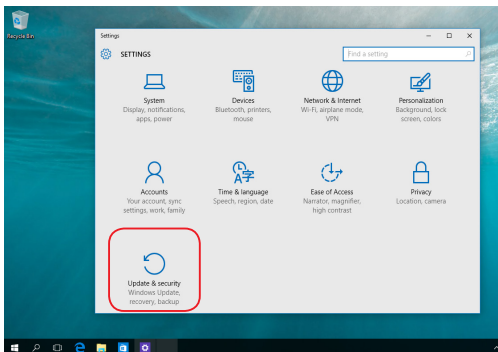 Recycle Bin
Settings
SETTINGS
Find a setting
System
Display, notifications,
apps, power
Devices
Bluetooth, printers,
mouse
Network & Internet
Wi-Fi, airplane mode,
VPN
Personalization
Background, lock
screen, colors
Accounts
Your account, sync
settings, work, family
Time & language
Speech, region, date
Ease of Access
Narrator, magnifier,
high contrast
Privacy
Location, camera
Update & security
Windows Update,
recovery, backup